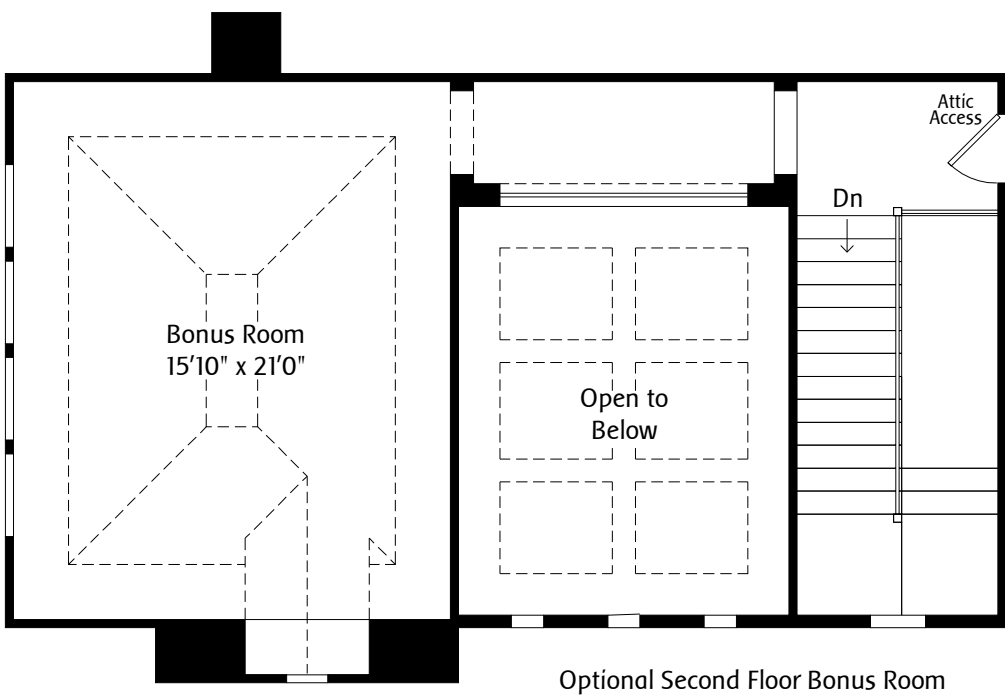 Attic
Access
Dn
Bonus Room
15'10" x 21'0"
Open to
Below
Optional Second Floor Bonus Room